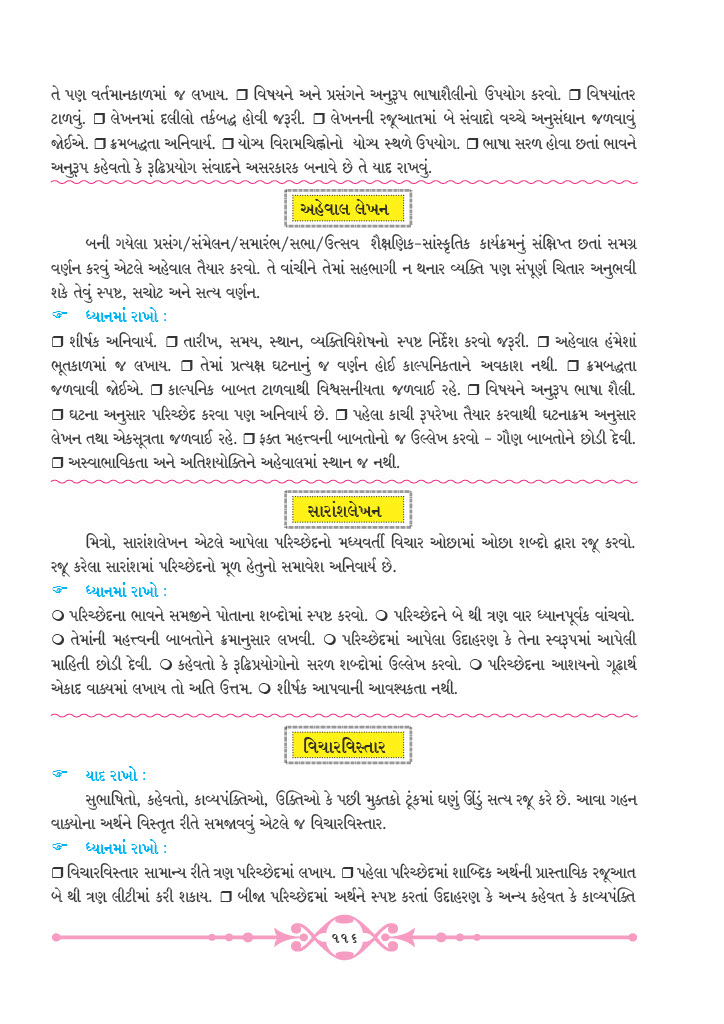 તે પણ વર્તમાનકાળમાં જ લખાય. ❐ વિષયને અને પ્રસંગને અનુરૂપ ભાષાશૈલીનો ઉપયોગ કરવો. ❐ વિષયાંતર
ટાળવું. ❐ લેખનમાં દલીલો તર્કબદ્ધ હોવી જરૂરી. ❐ લેખનની રજૂઆતમાં બે સંવાદો વચ્ચે અનુસંધાન જળવાવું
જોઈએ. ❐ ક્રમબદ્ધતા અનિવાર્ય. ❐ યોગ્ય વિરામચિહ્નોનો યોગ્ય સ્થળે ઉપયોગ. ❐ ભાષા સરળ હોવા છતાં ભાવને
અનુરૂપ કહેવતો કે રૂઢિપ્રયોગ સંવાદને અસરકારક બનાવે છે તે યાદ રાખવું.
અહેવાલ લેખન
બની ગયેલા પ્રસંગ/સંમેલન/સમારંભ/સભા/ઉત્સવ શૈક્ષણિક-સાંસ્કૃતિક કાર્યક્રમનું સંક્ષિપ્ત છતાં સમગ્ર
વર્ણન કરવું એટલે અહેવાલ તૈયાર કરવો. તે વાંચીને તેમાં સહભાગી ન થનાર વ્યક્તિ પણ સંપૂર્ણ ચિતાર અનુભવી
શકે તેવું સ્પષ્ટ, સચોટ અને સત્ય વર્ણન.
☞ ધ્યાનમાં રાખો :
❐ શીર્ષક અનિવાર્ય. ❐ તારીખ, સમય, સ્થાન, વ્યક્તિવિશેષનો સ્પષ્ટ નિર્દેશ કરવો જરૂરી. ❐ અહેવાલ હંમેશાં
ભૂતકાળમાં જ લખાય. ❐ તેમાં પ્રત્યક્ષ ઘટનાનું જ વર્ણન હોઈ કાલ્પનિકતાને અવકાશ નથી. ❐ ક્રમબદ્ધતા
જળવાવી જોઈએ. ❐ કાલ્પનિક બાબત ટાળવાથી વિશ્વસનીયતા જળવાઈ રહે. ❐ વિષયને અનુરૂપ ભાષા શૈલી.
❐ ઘટના અનુસાર પરિચ્છેદ કરવા પણ અનિવાર્ય છે. ❐ પહેલા કાચી રૂપરેખા તૈયાર કરવાથી ઘટનાક્રમ અનુસાર
લેખન તથા એકસૂત્રતા જળવાઈ રહે. ❐ ફક્ત મહત્ત્વની બાબતોનો જ ઉલ્લેખ કરવો - ગૌણ બાબતોને છોડી દેવી.
❐ અસ્વાભાવિકતા અને અતિશયોક્તિને અહેવાલમાં સ્થાન જ નથી.
સારાંશલેખન
મિત્રો, સારાંશલેખન એટલે આપેલા પરિચ્છેદનો મધ્યવર્તી વિચાર ઓછામાં ઓછા શબ્દો દ્વારા રજૂ કરવો.
રજૂ કરેલા સારાંશમાં પરિચ્છેદનો મૂળ હેતુનો સમાવેશ અનિવાર્ય છે.
☞ ધ્યાનમાં રાખો :
❍ પરિચ્છેદના ભાવને સમજીને પોતાના શબ્દોમાં સ્પષ્ટ કરવો. ❍ પરિચ્છેદને બે થી ત્રણ વાર ધ્યાનપૂર્વક વાંચવો.
❍ તેમાંની મહત્ત્વની બાબતોને ક્રમાનુસાર લખવી. ❍ પરિચ્છેદમાં આપેલા ઉદાહરણ કે તેના સ્વરૂપમાં આપેલી
માહિતી છોડી દેવી. ❍ કહેવતો કે રૂઢિપ્રયોગોનો સરળ શબ્દોમાં ઉલ્લેખ કરવો. ❍ પરિચ્છેદના આશયનો ગૂઢાર્થ
એકાદ વાક્યમાં લખાય તો અતિ ઉત્તમ. ❍ શીર્ષક આપવાની આવશ્યકતા નથી.
વિચારવિસ્તાર
☞ યાદ રાખો :
સુભાષિતો, કહેવતો, કાવ્યપંક્તિઓ, ઉક્તિઓ કે પછી મુક્તકો ટૂંકમાં ઘણું ઊંડું સત્ય રજૂ કરે છે. આવા ગહન
વાક્યોના અર્થને વિસ્તૃત રીતે સમજાવવું એટલે જ વિચારવિસ્તાર.
☞ ધ્યાનમાં રાખો :
❐ વિચારવિસ્તાર સામાન્ય રીતે ત્રણ પરિચ્છેદમાં લખાય. ❐ પહેલા પરિચ્છેદમાં શાબ્દિક અર્થની પ્રાસ્તાવિક રજૂઆત
બે થી ત્રણ લીટીમાં કરી શકાય. ❐ બીજા પરિચ્છેદમાં અર્થને સ્પષ્ટ કરતાં ઉદાહરણ કે અન્ય કહેવત કે કાવ્યપંક્તિ
૧૧૬